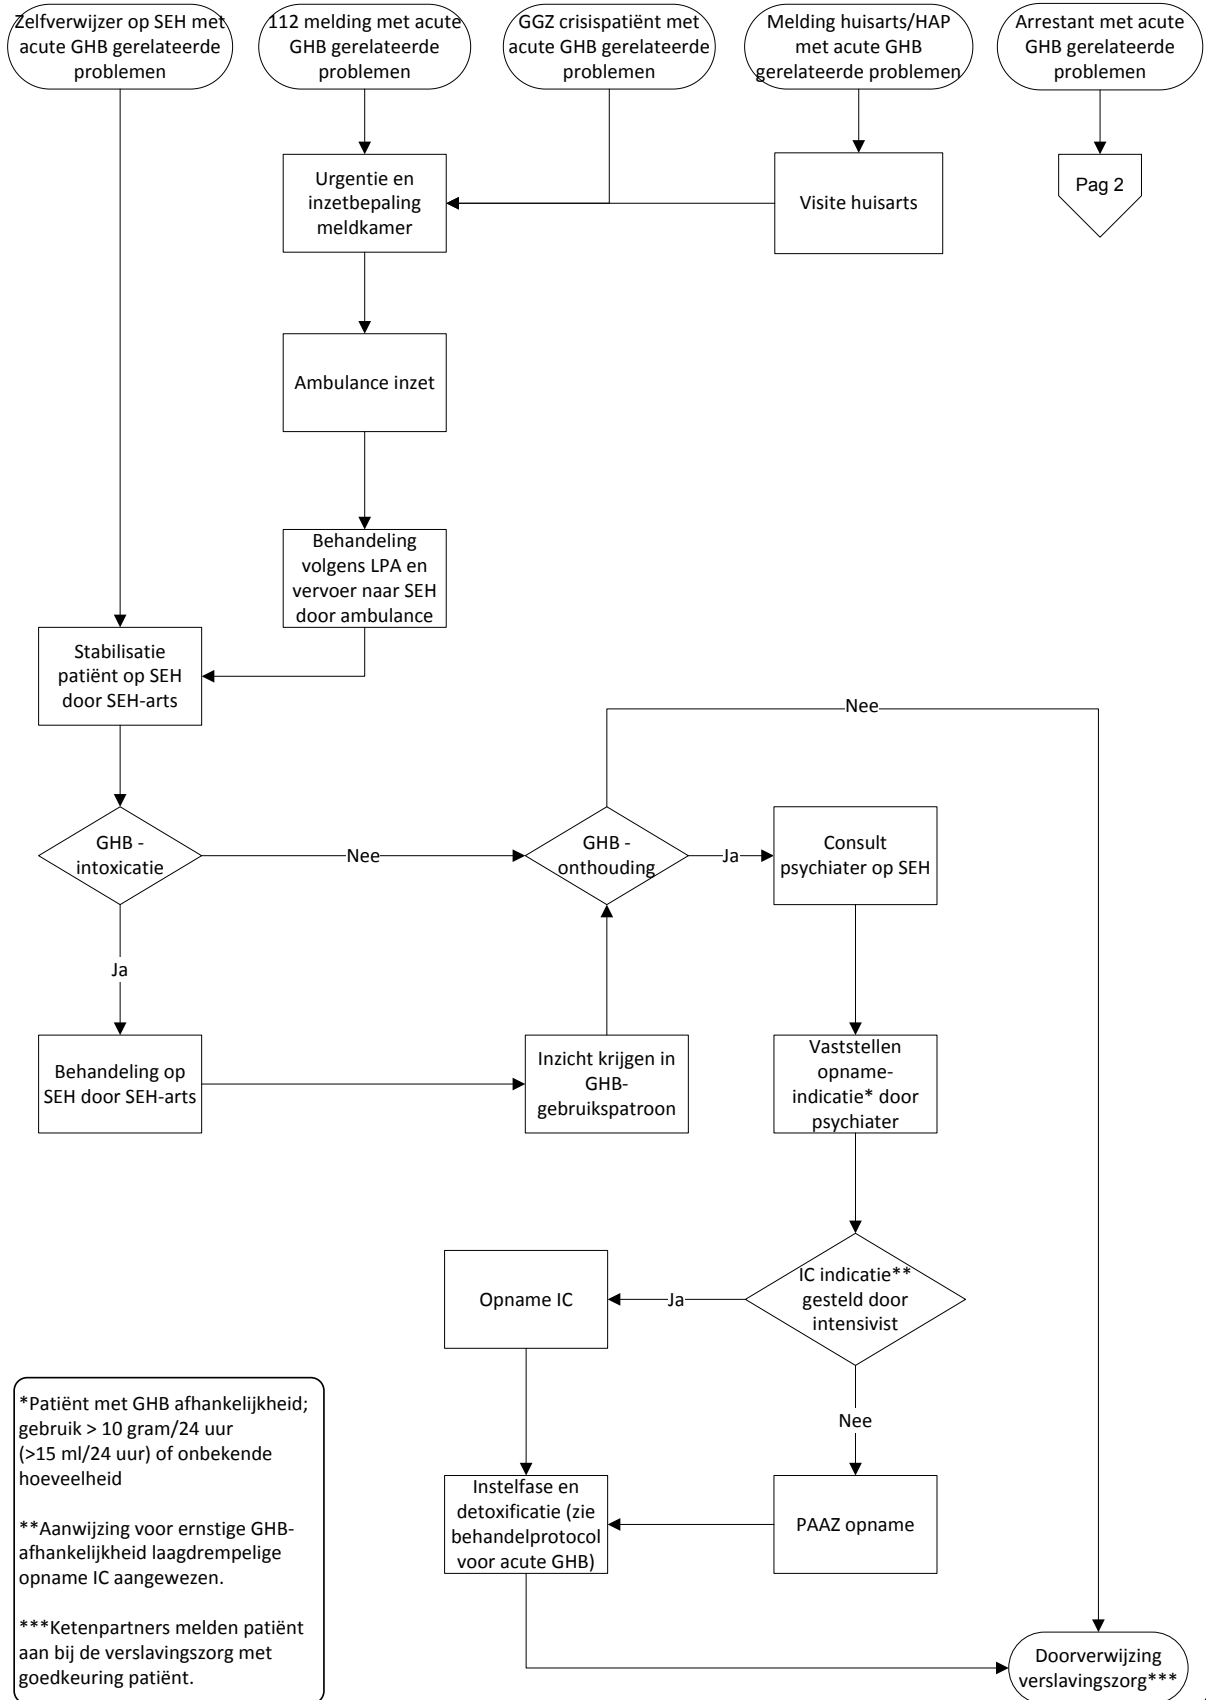 Zelfverwijzer op SEH met
acute GHB gerelateerde
problemen
112 melding met acute
GHB gerelateerde
problemen
GGZ crisispatiënt met
acute GHB gerelateerde
problemen
Melding huisarts/HAP
met acute GHB
gerelateerde problemen
Arrestant met acute
GHB gerelateerde
problemen
Urgentie en
inzetbepaling
meldkamer
Visite huisarts
Pag 2
Ambulance inzet
Behandeling
volgens LPA en
vervoer naar SEH
door ambulance
Stabilisatie
patiënt op SEH
door SEH-arts
Nee
GHB -
intoxicatie
Nee
GHB -
onthouding
Ja
Consult
psychiater op SEH
Ja
Behandeling op
SEH door SEH-arts
Inzicht krijgen in
GHB-
gebruikspatroon
Vaststellen
opname-
indicatie* door
psychiater
Opname IC
Ja
IC indicatie**
gesteld door
intensivist
Nee
*Patiënt met GHB afhankelijkheid;
gebruik > 10 gram/24 uur
(>15 ml/24 uur) of onbekende
hoeveelheid
**Aanwijzing voor ernstige GHB-
afhankelijkheid laagdrempelige
opname IC aangewezen.
***Ketenpartners melden patiënt
aan bij de verslavingszorg met
goedkeuring patiënt.
Instelfase en
detoxificatie (zie
behandelprotocol
voor acute GHB)
PAAZ opname
Doorverwijzing
verslavingszorg***